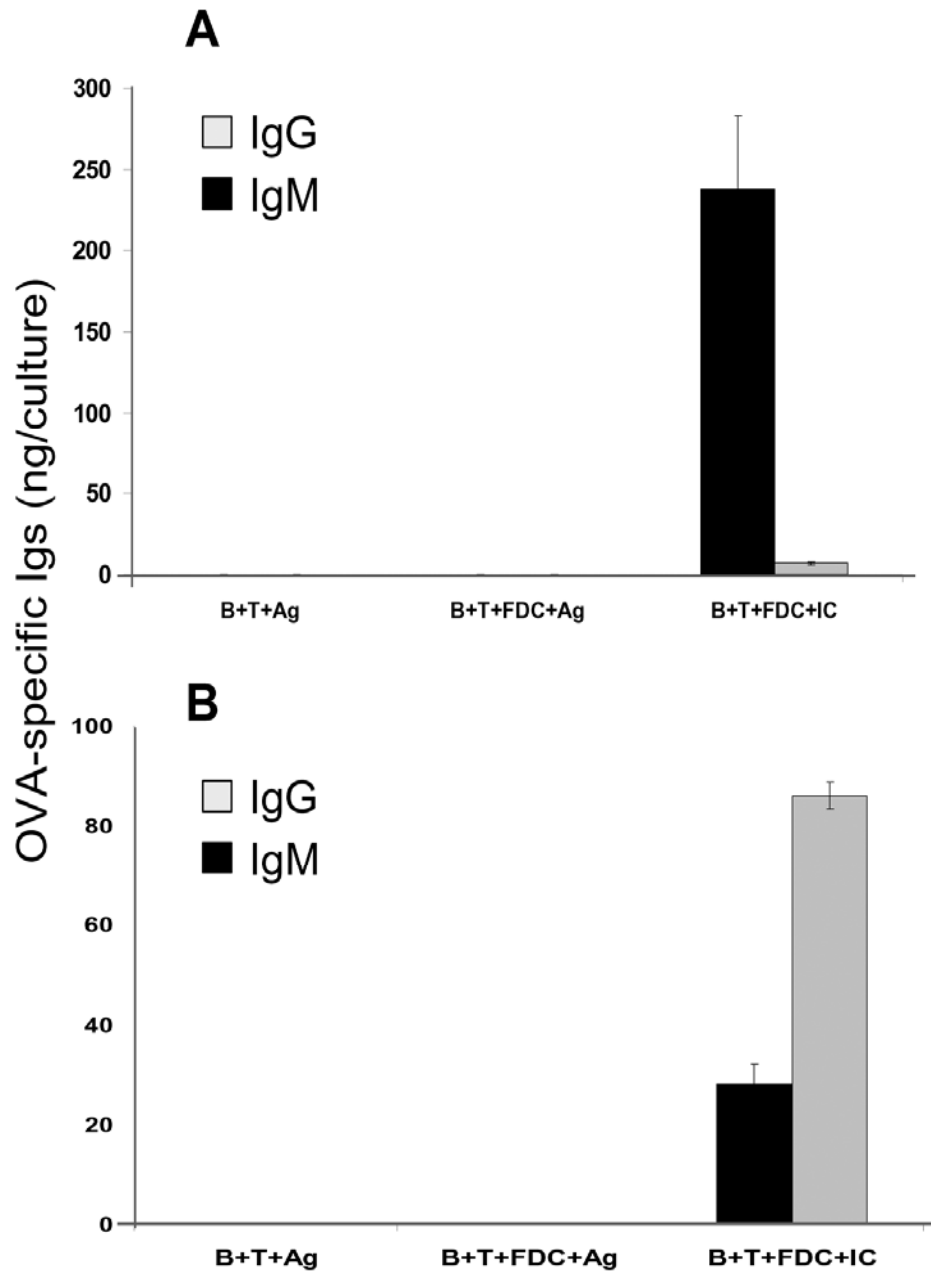 A
300
250
200
150
100
50
0
IgG
IgM
B+T+Ag
B+T+FDC+Ag
B+T+FDC+IC
OVA-specific Igs (ng/culture)
B
100
80
60
40
20
0
IgG
IgM
B+T+Ag
B+T+FDC+Ag
B+T+FDC+IC